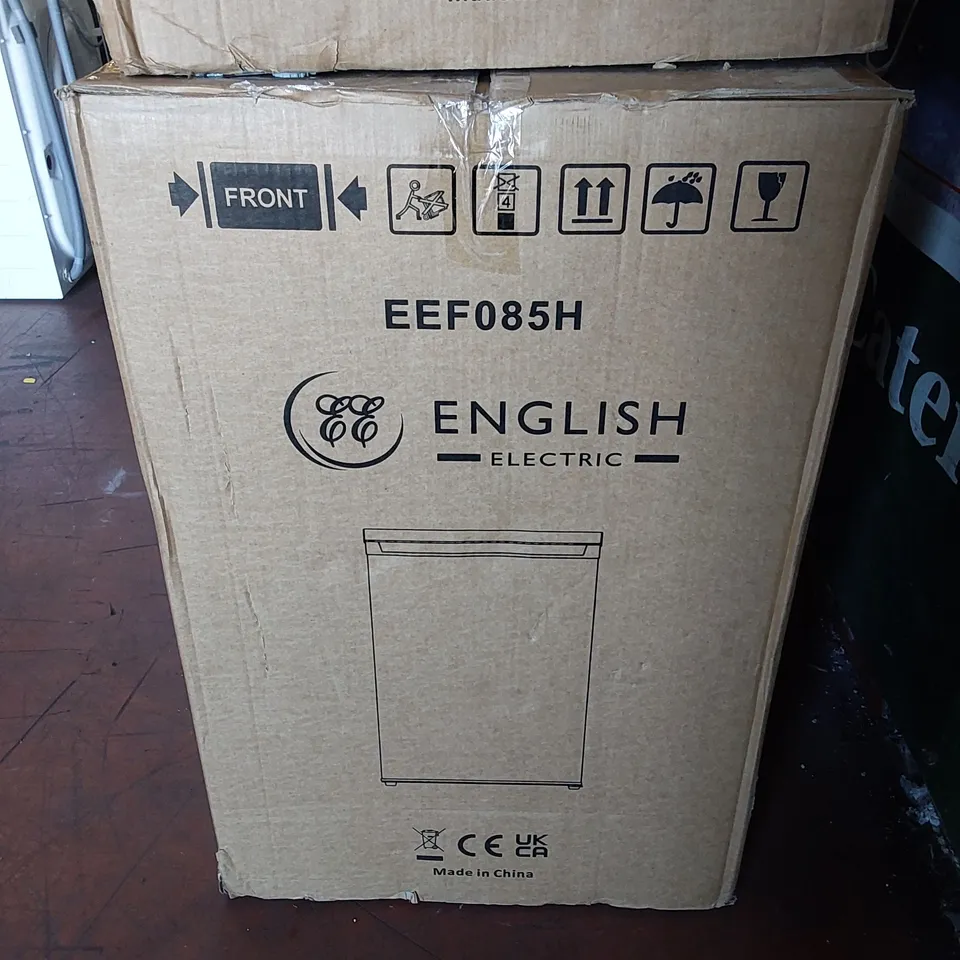 FRONT
4
EEF085H
EE
ENGLISH
ELECTRIC
CE
UK
CA
Made in China